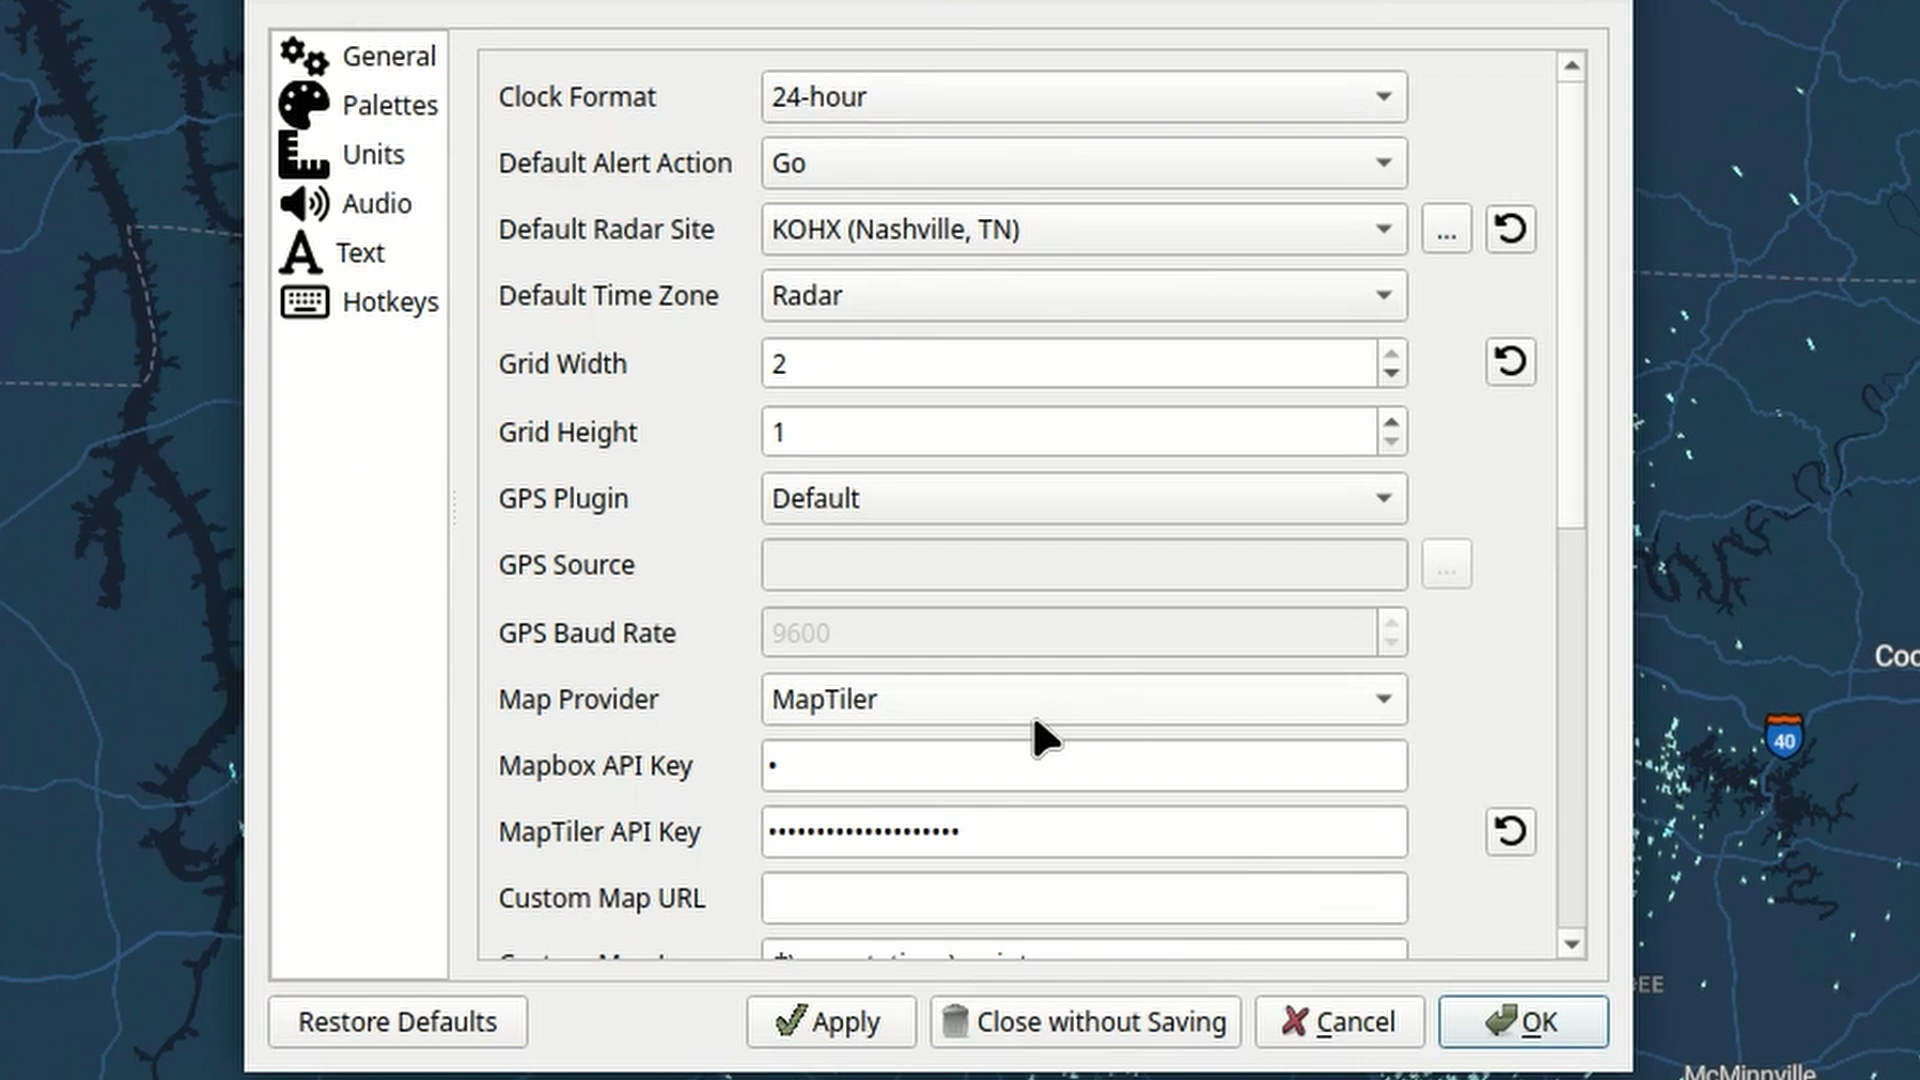 General
Palettes
Units
Audio
Text
Hotkeys
Clock Format 24-hour
Default Alert Action Go
Default Radar Site KOHX (Nashville, TN) ...
Default Time Zone Radar
Grid Width 2
Grid Height 1
GPS Plugin Default
GPS Source ...
GPS Baud Rate 9600
Map Provider MapTiler
Mapbox API Key •
MapTiler API Key ••••••••••••••••••••
Custom Map URL
Restore Defaults Apply Close without Saving Cancel OK
Coo
40
EE
McMinnville